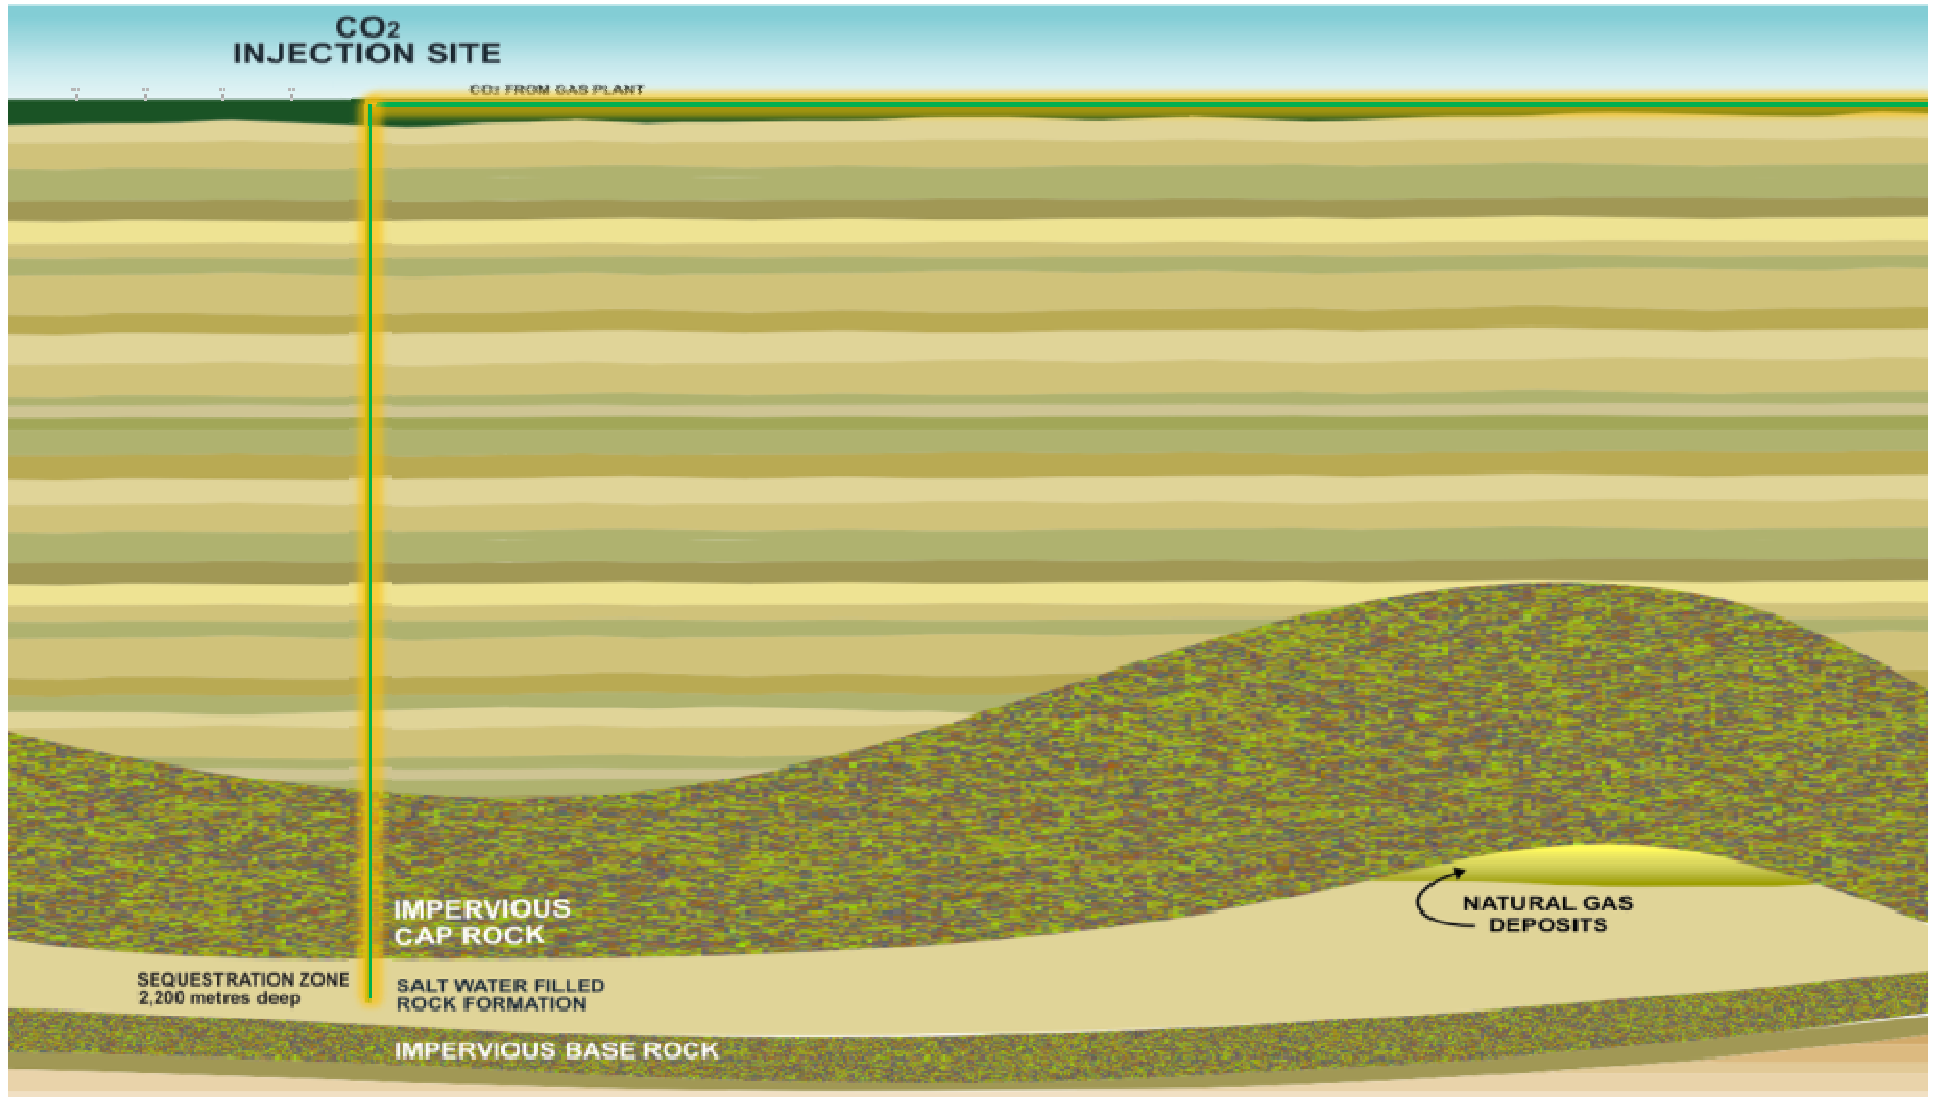 CO2
INJECTION SITE
CO2 FROM GAS PLANT
IMPERVIOUS
CAP ROCK
NATURAL GAS
DEPOSITS
SEQUESTRATION ZONE
2,200 metres deep
SALT WATER FILLED
ROCK FORMATION
IMPERVIOUS BASE ROCK